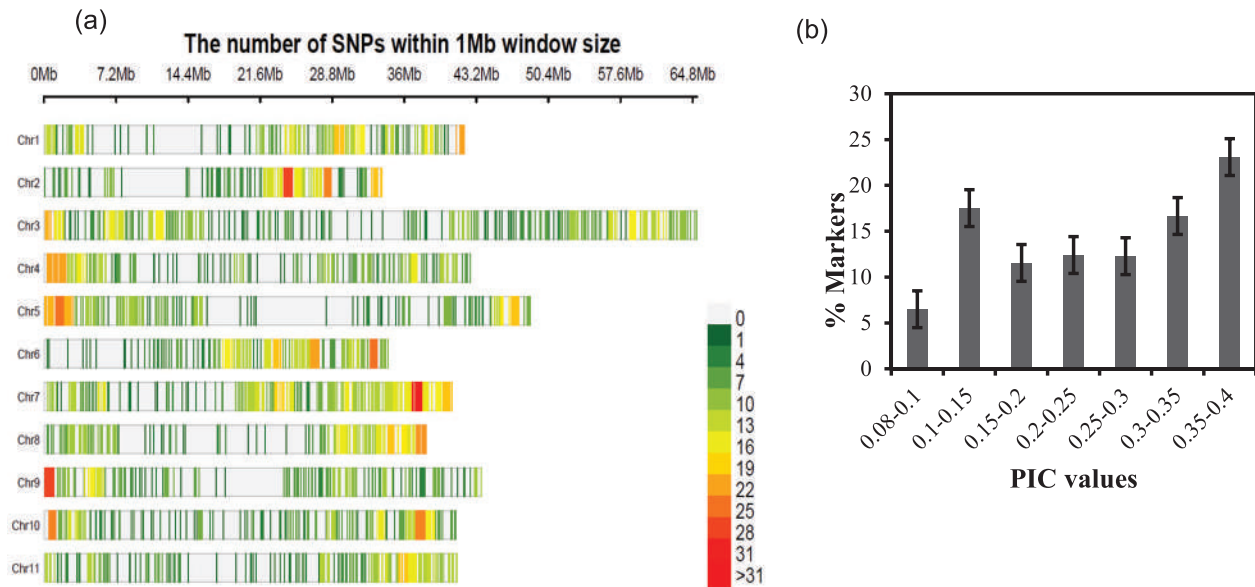 (a)
The number of SNPs within 1Mb window size
0Mb 7.2Mb 14.4Mb 21.6Mb 28.8Mb 36Mb 43.2Mb 50.4Mb 57.6Mb 64.8Mb
Chr1
Chr2
Chr3
Chr4
Chr5
Chr6
Chr7
Chr8
Chr9
Chr10
Chr11
0
1
4
7
10
13
16
19
22
25
28
31
>31
(b)
% Markers
30
25
20
15
10
5
0
0.08-0.1 0.1-0.15 0.15-0.2 0.2-0.25 0.25-0.3 0.3-0.35 0.35-0.4
PIC values